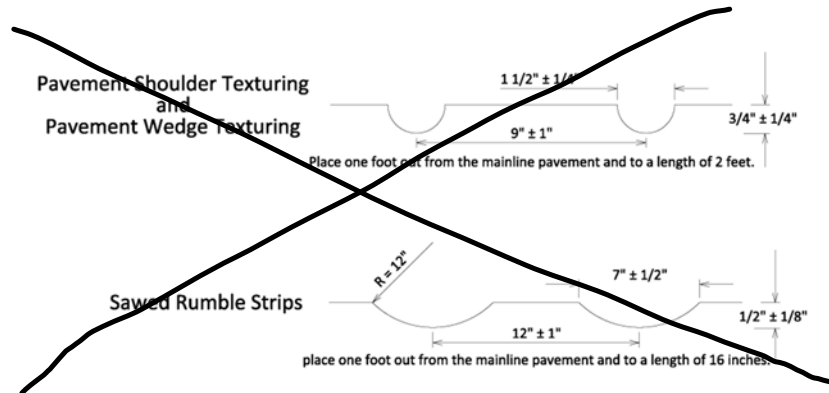 Pavement Shoulder Texturing
and
Pavement Wedge Texturing
1 1/2" ± 1/4"
3/4" ± 1/4"
9" ± 1"
Place one foot out from the mainline pavement and to a length of 2 feet.
R = 12"
7" ± 1/2"
Sawed Rumble Strips
1/2" ± 1/8"
12" ± 1"
place one foot out from the mainline pavement and to a length of 16 inches.